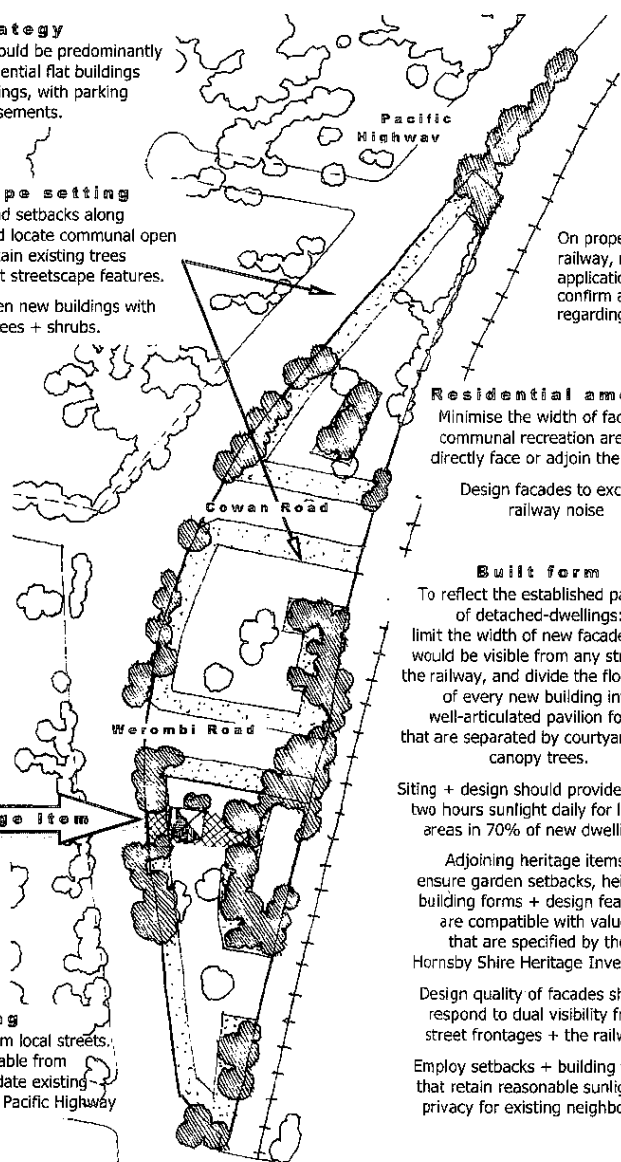 ategy
ould be predominantly
ential flat buildings
ings, with parking
sements.
Pacific
Highway
pe setting
nd setbacks along
d locate communal open
tain existing trees
t streetscape features.
en new buildings with
ees + shrubs.
On prope
railway, r
application
confirm a
regarding
Residential ame
Minimise the width of fac
communal recreation are
directly face or adjoin the
Design facades to exc
railway noise
Cowan Road
Built form
To reflect the established pa
of detached-dwellings:
limit the width of new facade
would be visible from any str
the railway, and divide the flo
of every new building in
well-articulated pavilion fo
that are separated by courtyar
canopy trees.
Werombi Road
Siting + design should provide
two hours sunlight daily for l
areas in 70% of new dwelli
ge item
Adjoining heritage items
ensure garden setbacks, hei
building forms + design fea
are compatible with value
that are specified by the
Hornsby Shire Heritage Inve
Design quality of facades sh
respond to dual visibility fr
street frontages + the railw
Employ setbacks + building
that retain reasonable sunlig
privacy for existing neighbo
ng
m local streets.
able from
date existing
Pacific Highway